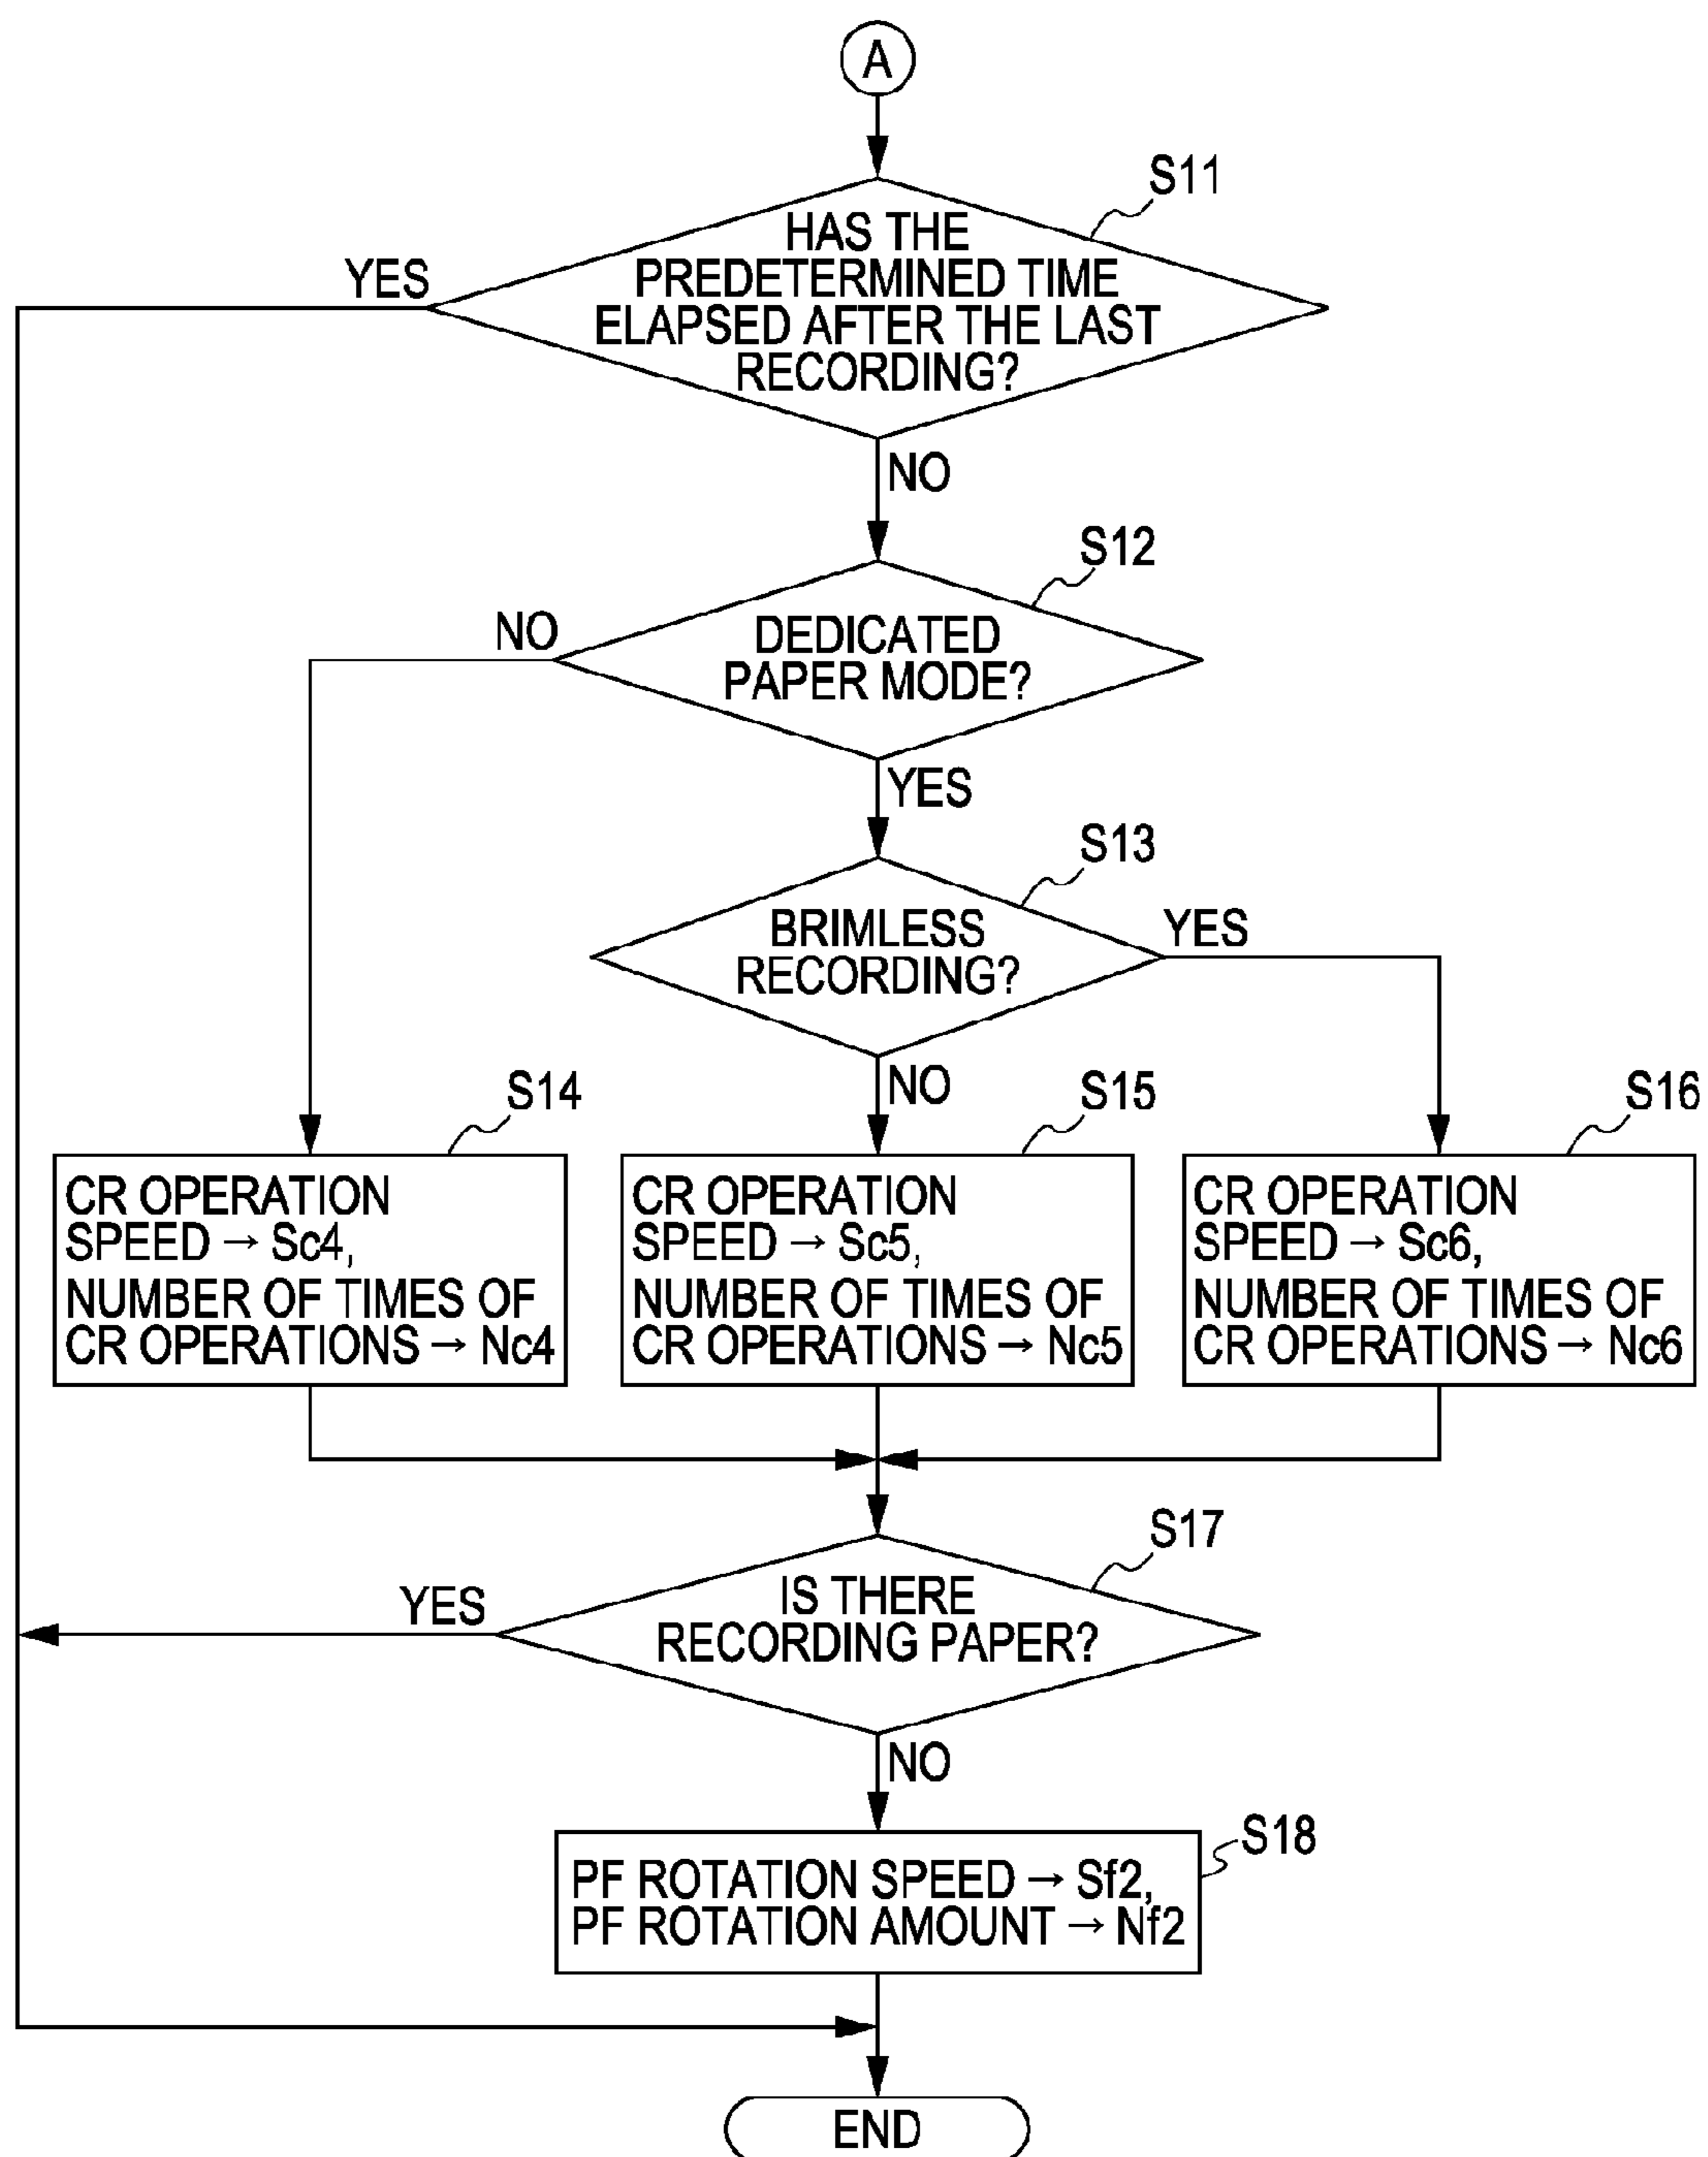 A
S11
HAS THE
PREDETERMINED TIME
ELAPSED AFTER THE LAST
RECORDING?
YES
NO
S12
DEDICATED
PAPER MODE?
NO
YES
S13
BRIMLESS
RECORDING?
YES
NO
S14
CR OPERATION
SPEED → Sc4,
NUMBER OF TIMES OF
CR OPERATIONS → Nc4
S15
CR OPERATION
SPEED → Sc5,
NUMBER OF TIMES OF
CR OPERATIONS → Nc5
S16
CR OPERATION
SPEED → Sc6,
NUMBER OF TIMES OF
CR OPERATIONS → Nc6
S17
IS THERE
RECORDING PAPER?
YES
NO
S18
PF ROTATION SPEED → Sf2,
PF ROTATION AMOUNT → Nf2
END